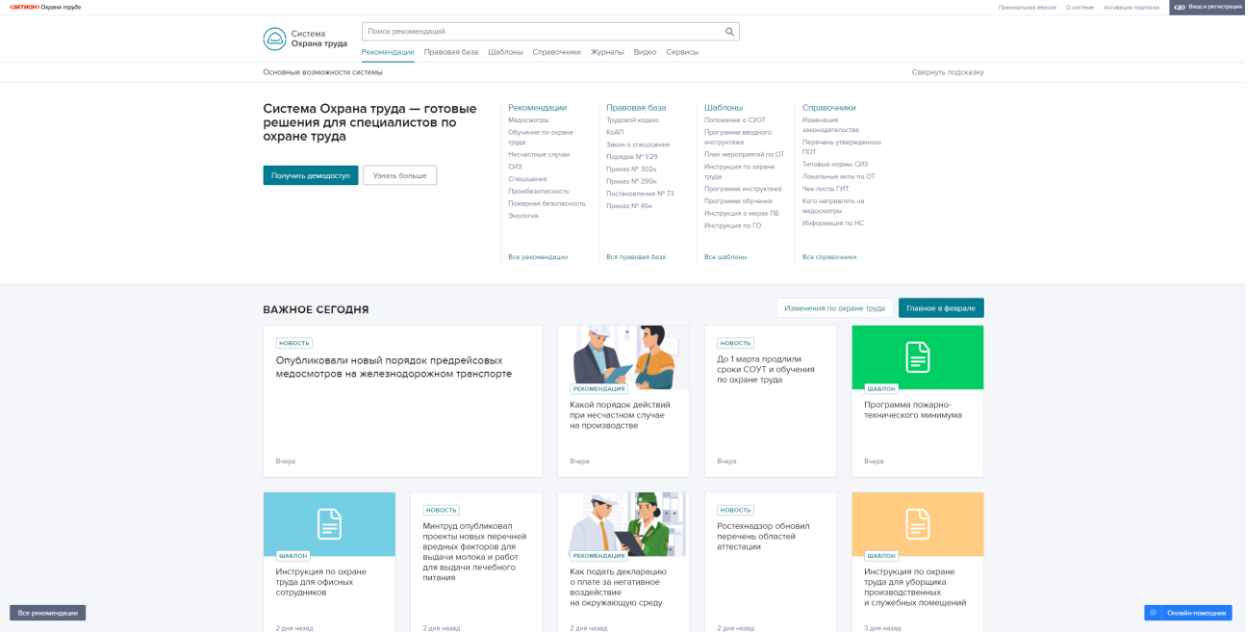 актион Охрана труда
Премиальная версия О системе Активация подписки
Вход и регистрация
Система
Охрана труда
Поиск рекомендаций
Рекомендации Правовая база Шаблоны Справочники Журналы Видео Сервисы
Основные возможности системы
Свернуть подсказку
Система Охрана труда — готовые
решения для специалистов по
охране труда
Получить демодоступ
Узнать больше
Рекомендации
Медосмотры
Обучение по охране
труда
Несчастные случаи
СИЗ
Спецоценка
Промбезопасность
Пожарная безопасность
Экология
Все рекомендации
Правовая база
Трудовой кодекс
КоАП
Закон о спецоценке
Порядок № 1/29
Приказ № 302н
Приказ № 290н
Постановление № 73
Приказ № 45н
Вся правовая база
Шаблоны
Положение о СУОТ
Программа вводного
инструктажа
План мероприятий по ОТ
Инструкция по охране
труда
Программа инструктажа
Программа обучения
Инструкция о мерах ПБ
Инструкция по ГО
Все шаблоны
Справочники
Изменения
законодательства
Перечень утвержденных
ПОТ
Типовые нормы СИЗ
Локальные акты по ОТ
Чек-листы ГИТ
Кого направлять на
медосмотры
Информация по НС
Все справочники
ВАЖНОЕ СЕГОДНЯ
Изменения по охране труда
Главное в феврале
НОВОСТЬ
Опубликовали новый порядок предрейсовых
медосмотров на железнодорожном транспорте
Вчера
РЕКОМЕНДАЦИЯ
Какой порядок действий
при несчастном случае
на производстве
Вчера
НОВОСТЬ
До 1 марта продлили
сроки СОУТ и обучения
по охране труда
Вчера
ШАБЛОН
Программа пожарно-
технического минимума
Вчера
ШАБЛОН
Инструкция по охране
труда для офисных
сотрудников
2 дня назад
НОВОСТЬ
Минтруд опубликовал
проекты новых перечней
вредных факторов для
выдачи молока и работ
для выдачи лечебного
питания
2 дня назад
РЕКОМЕНДАЦИЯ
Как подать декларацию
о плате за негативное
воздействие
на окружающую среду
2 дня назад
НОВОСТЬ
Ростехнадзор обновил
перечень областей
аттестации
2 дня назад
ШАБЛОН
Инструкция по охране
труда для уборщика
производственных
и служебных помещений
3 дня назад
Все рекомендации
Онлайн-помощник